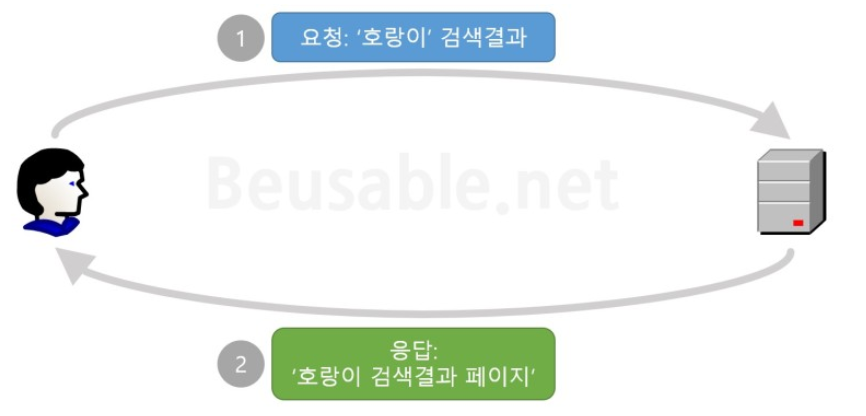 1
요청: ‘호랑이’ 검색결과
Beusable.net
2
응답:
‘호랑이 검색결과 페이지’